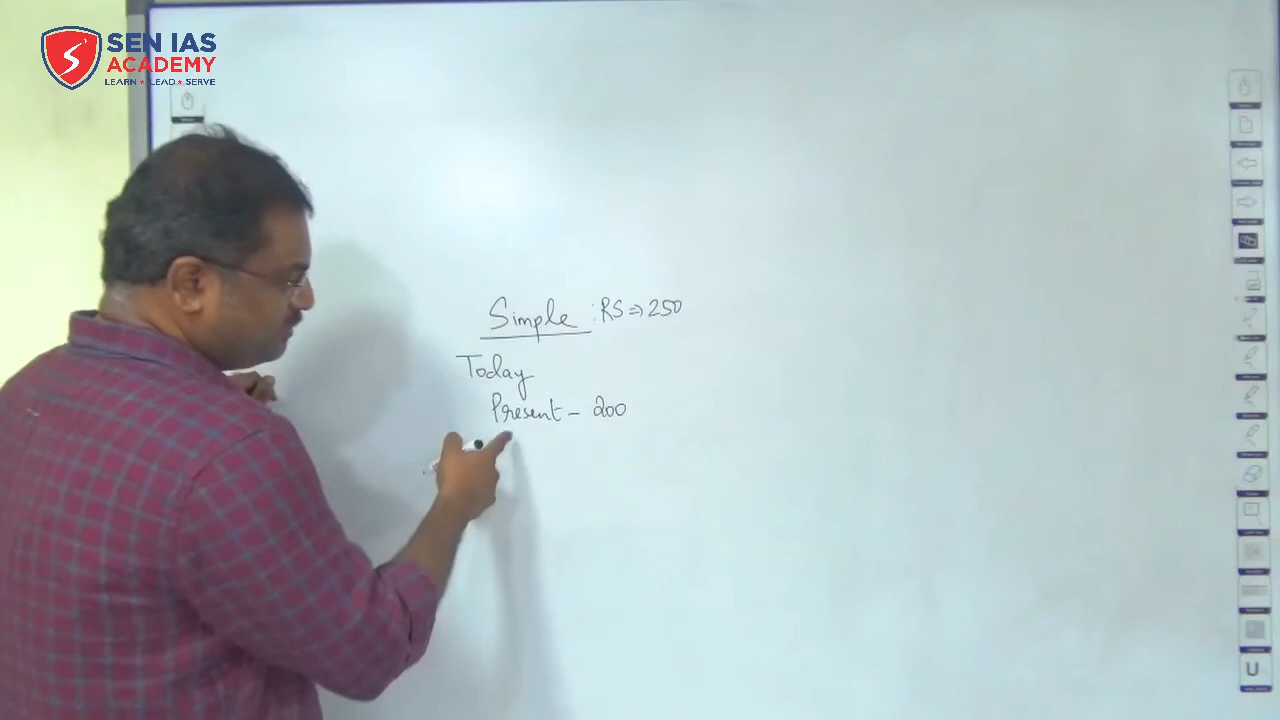 SEN IAS
ACADEMY
LEARN ★ LEAD ★ SERVE
Simple : RS ⇒ 250
Today
Present - 200
U